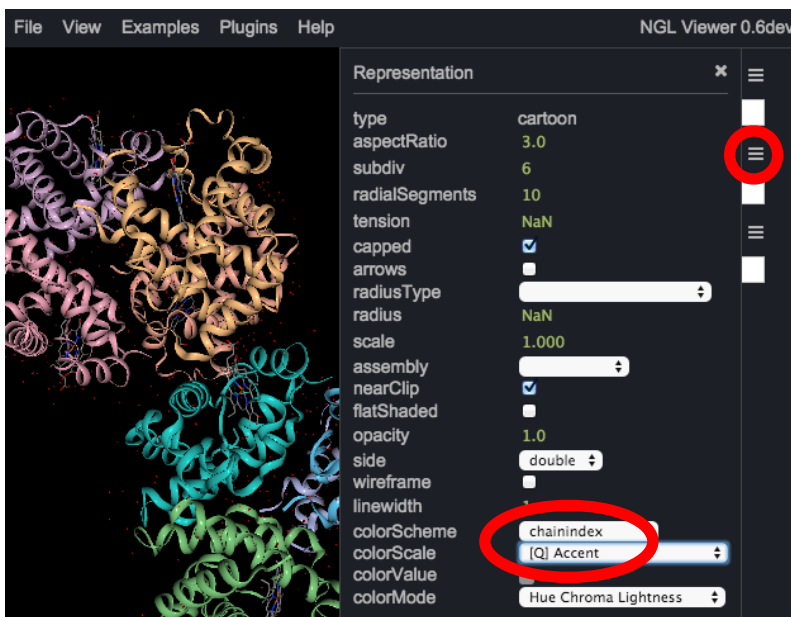 File View Examples Plugins Help NGL Viewer 0.6dev
Representation
type cartoon
aspectRatio 3.0
subdiv 6
radialSegments 10
tension NaN
capped
arrows
radiusType
radius NaN
scale 1.000
assembly
nearClip
flatShaded
opacity 1.0
side double
wireframe
linewidth
colorScheme chainindex
colorScale [Q] Accent
colorValue
colorMode Hue Chroma Lightness